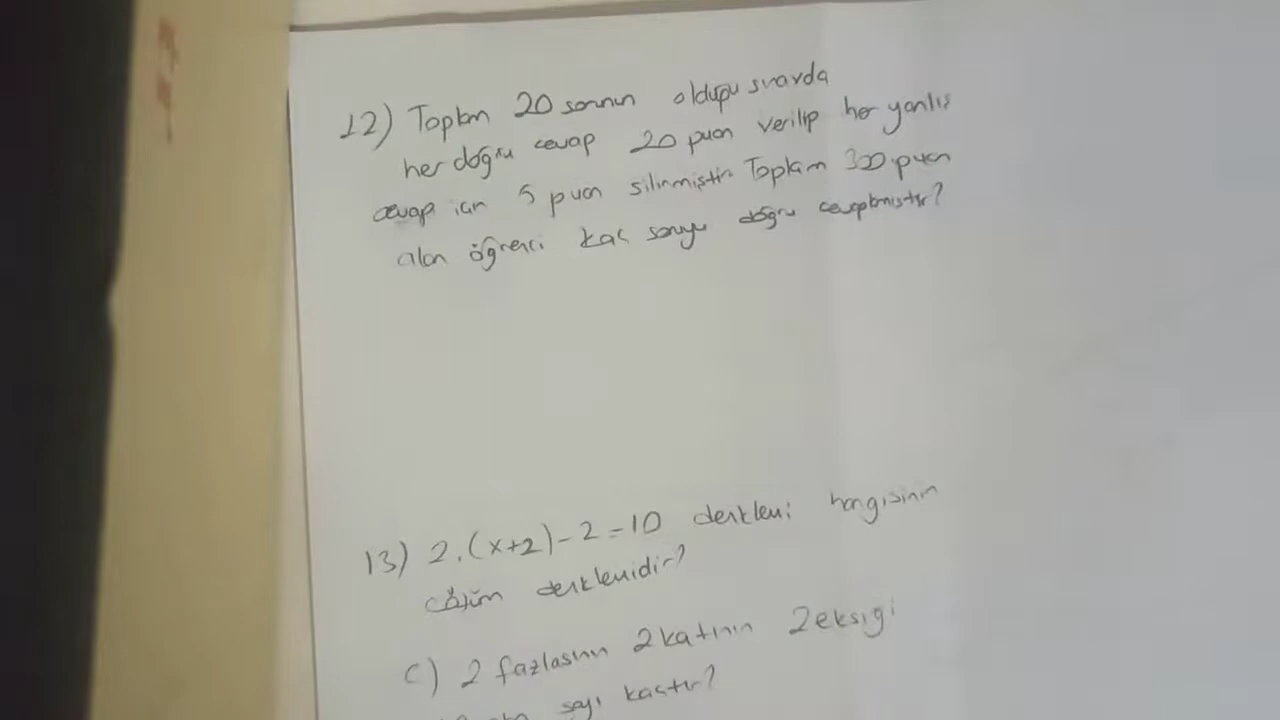 12) Toplam 20 sorunun olduğu sınavda
her doğru cevap 20 puan verilip her yanlış
cevap için 5 puan silinmiştir. Toplam 300 puan
alan öğrenci kaç soruyu doğru cevaplamıştır?
13) 2.(x+2)-2=10 denklemi hangisinin
çözüm denklemidir?
C) 2 fazlasının 2 katının 2 eksiği
sayı kaçtır?